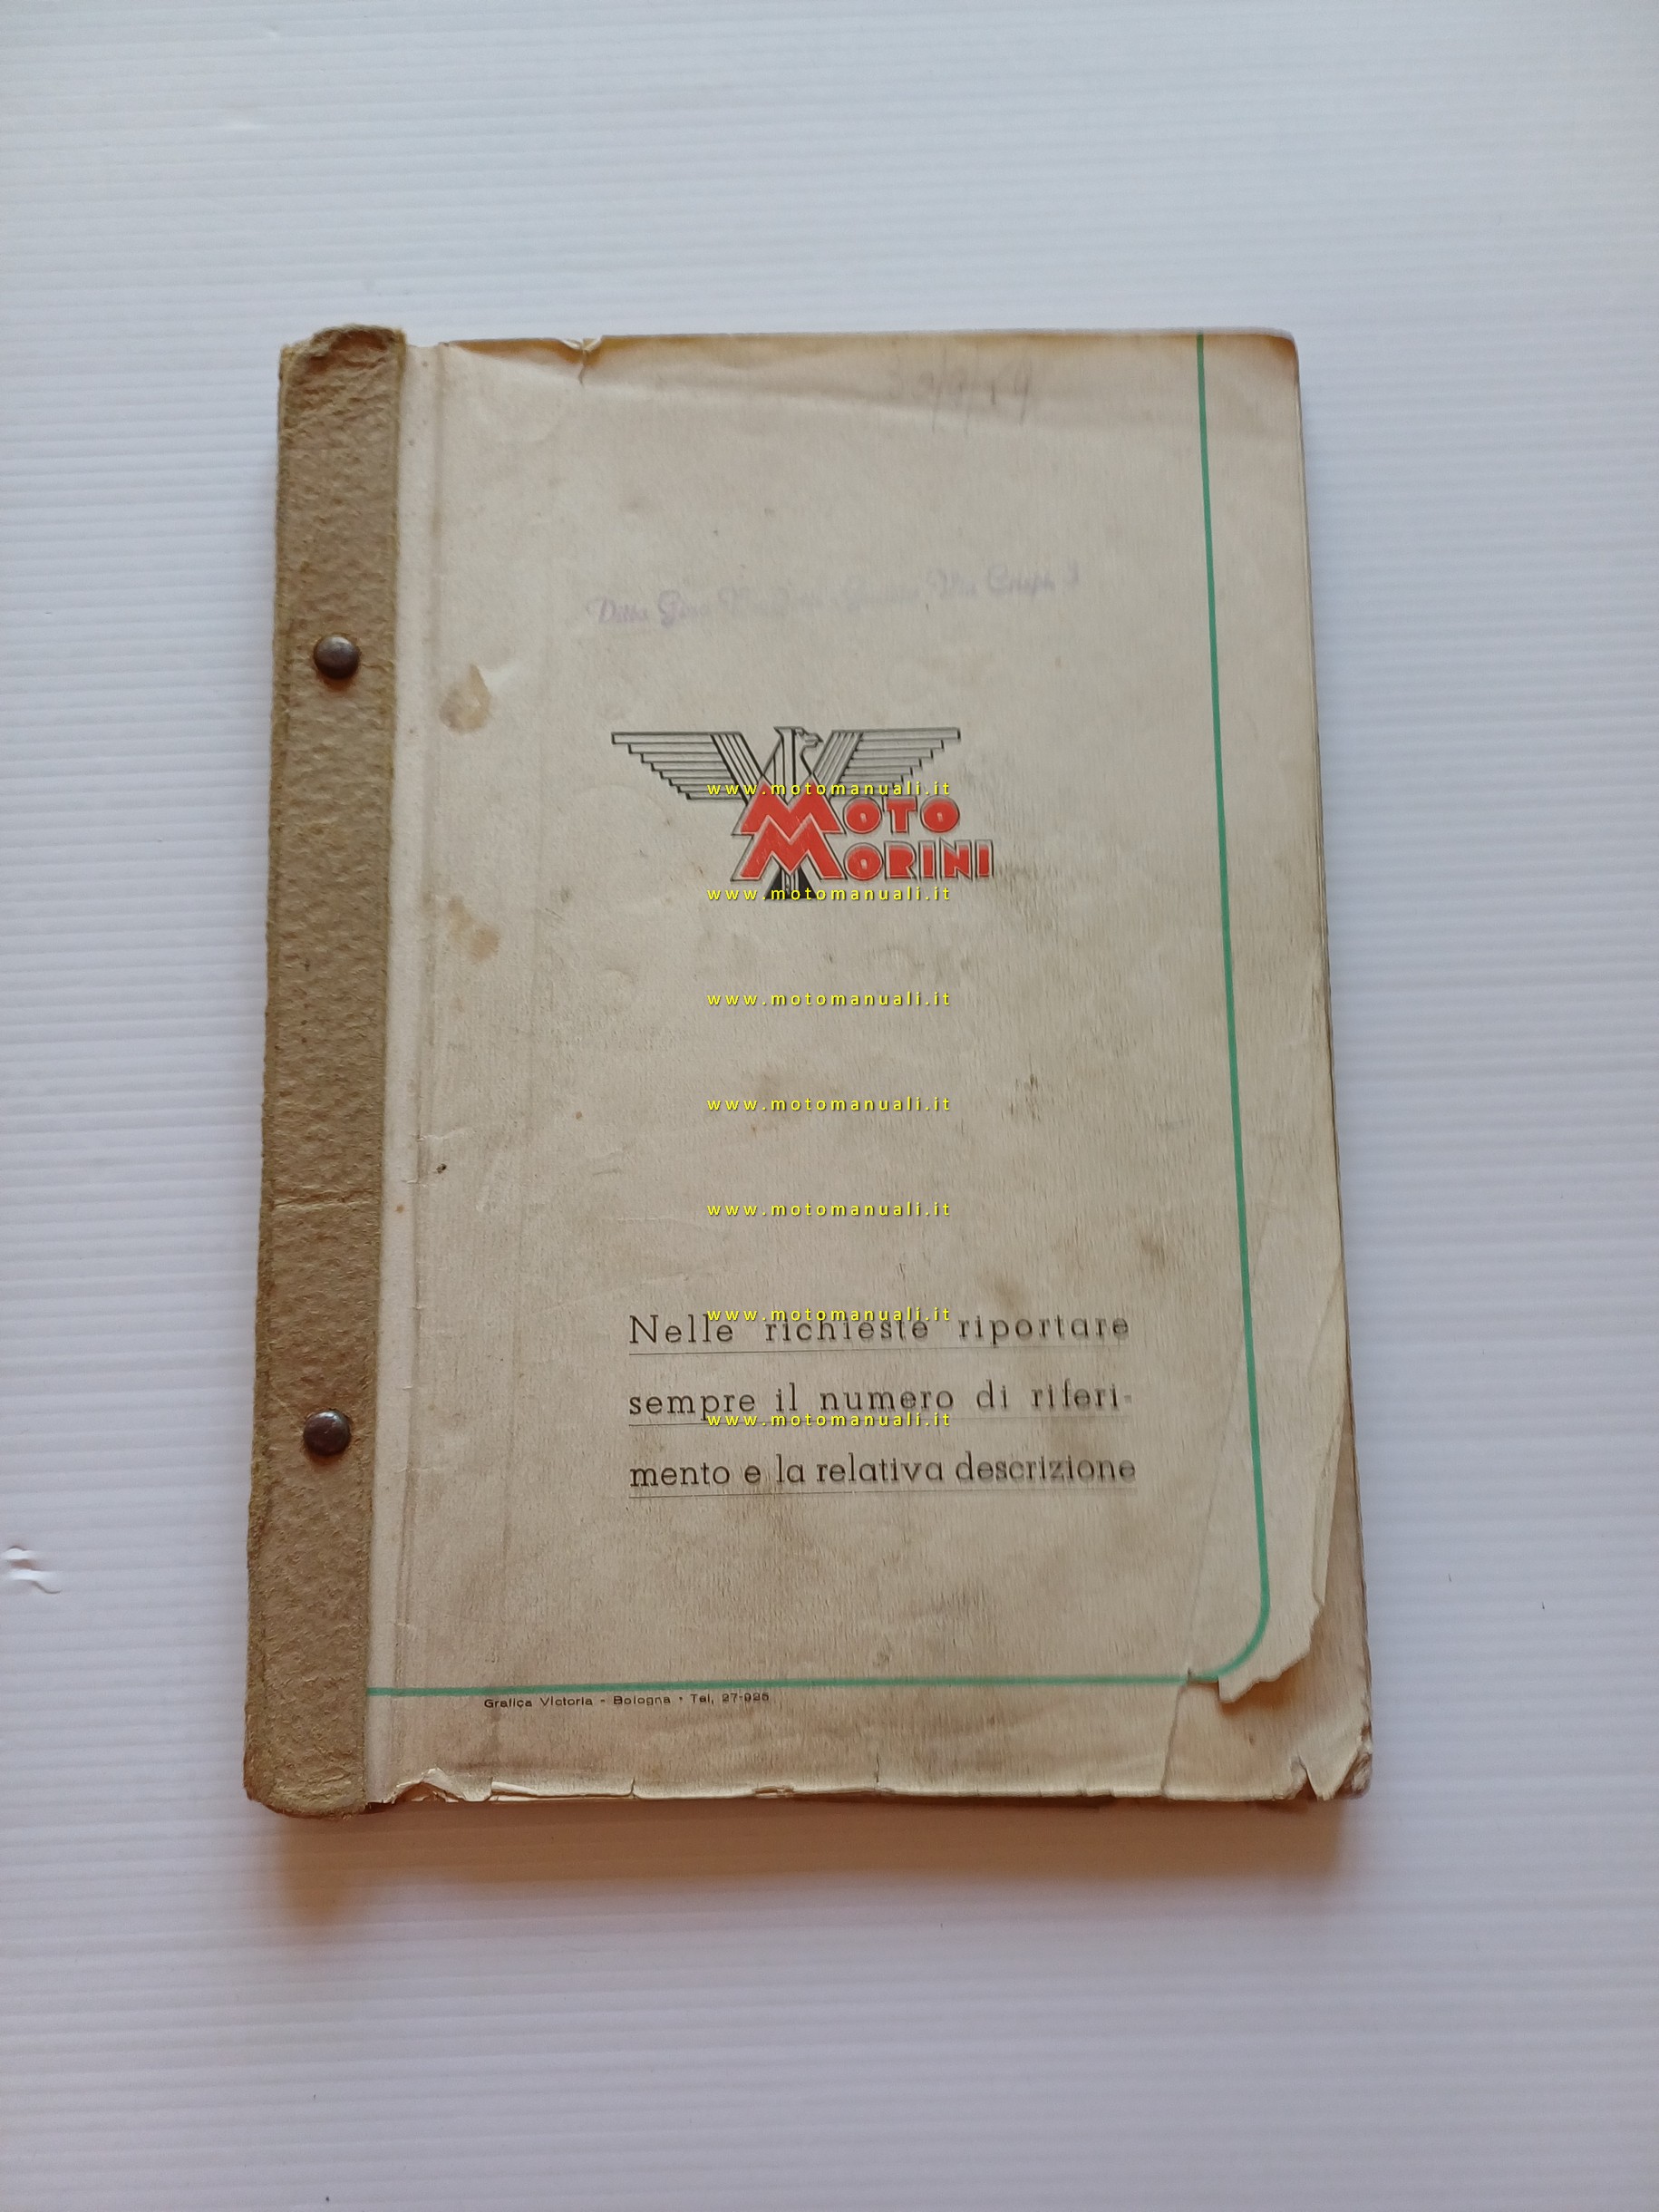 Ditta
MOTO
MORINI
www.motomanuali.it
www.motomanuali.it
www.motomanuali.it
www.motomanuali.it
www.motomanuali.it
www.motomanuali.it
Nelle richieste riportare
sempre il numero di riferi-
www.motomanuali.it
mento e la relativa descrizione
Grafica Victoria - Bologna • Tel. 27-925